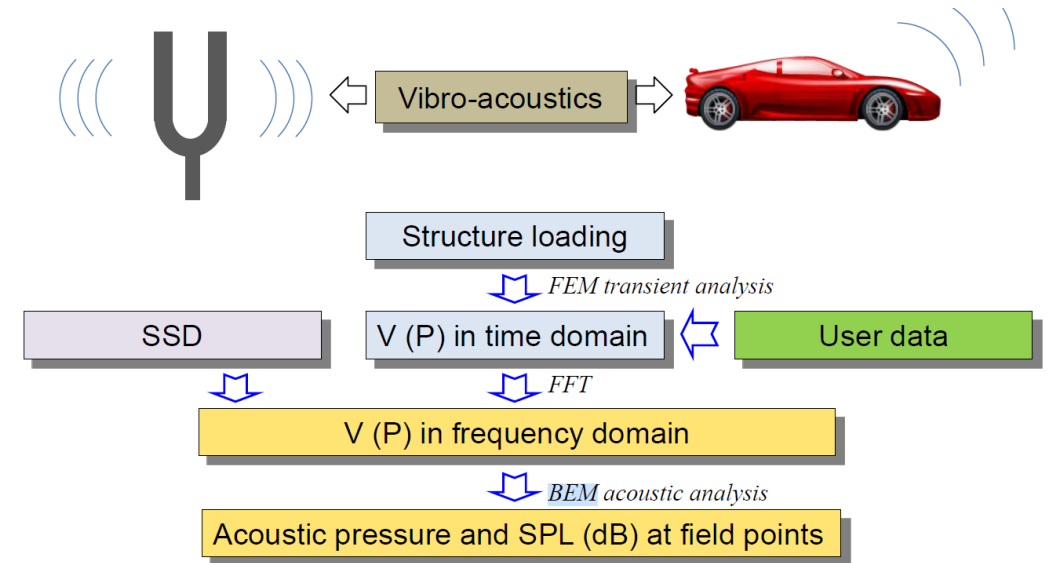 Vibro-acoustics
Structure loading
FEM transient analysis
SSD
V (P) in time domain
User data
FFT
V (P) in frequency domain
BEM acoustic analysis
Acoustic pressure and SPL (dB) at field points